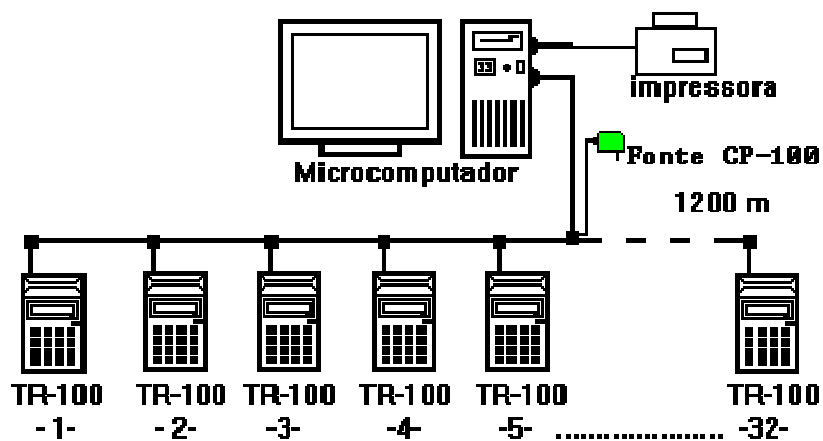 33
impressora
Microcomputador
Fonte CP-100
1200 m
TR-100 TR-100 TR-100 TR-100 TR-100 TR-100
-1- -2- -3- -4- -5- ...................... -32-